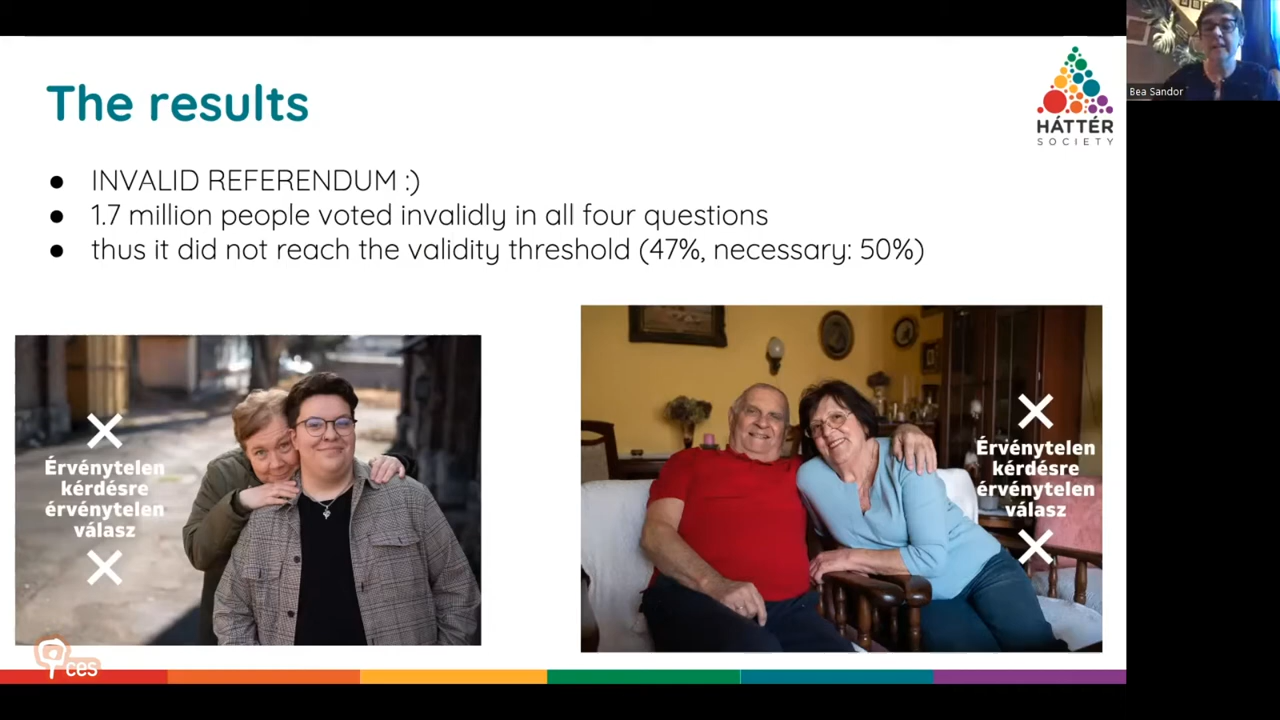 The results
HÁTTÉR
SOCIETY
Bea Sandor
● INVALID REFERENDUM :)
● 1.7 million people voted invalidly in all four questions
● thus it did not reach the validity threshold (47%, necessary: 50%)
Érvénytelen
kérdésre
érvénytelen
válasz
Érvénytelen
kérdésre
érvénytelen
válasz
ces